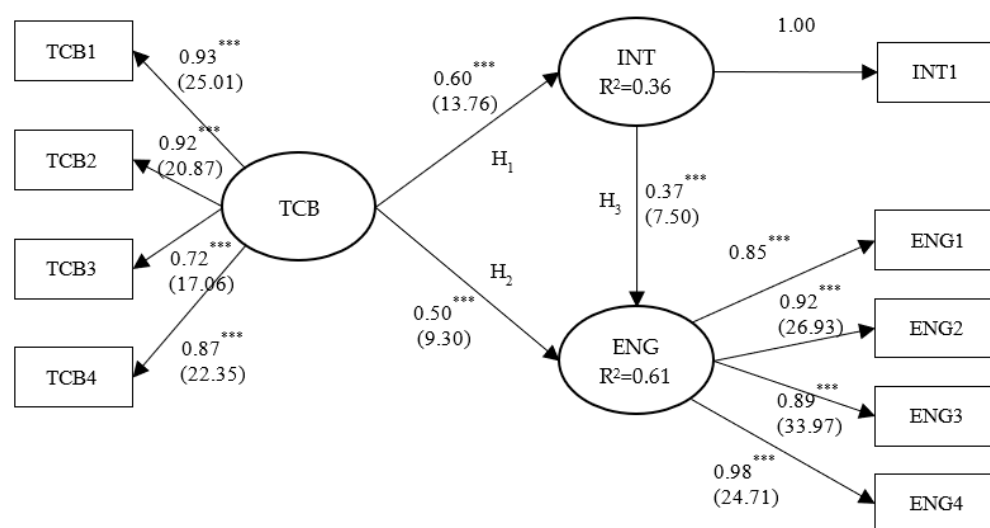 TCB1
0.93***
(25.01)
TCB2
0.92***
(20.87)
TCB3
0.72***
(17.06)
TCB4
0.87***
(22.35)
TCB
0.60***
(13.76)
H1
H2
0.50***
(9.30)
INT
R²=0.36
1.00
INT1
H3
0.37***
(7.50)
ENG
R²=0.61
0.85***
ENG1
0.92***
(26.93)
ENG2
0.89***
(33.97)
ENG3
0.98***
(24.71)
ENG4